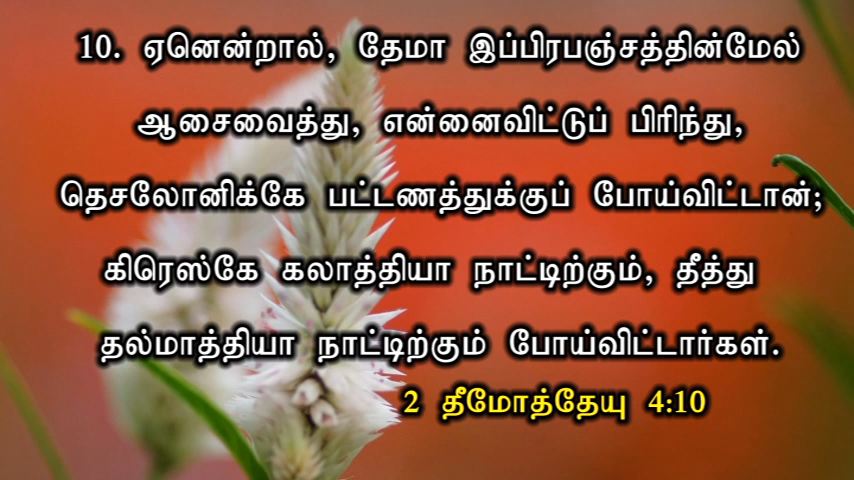 10. ஏனென்றால், தேமா இப்பிரபஞ்சத்தின்மேல்
ஆசைவைத்து, என்னைவிட்டுப் பிரிந்து,
தெசலோனிக்கே பட்டணத்துக்குப் போய்விட்டான்;
கிரெஸ்கே கலாத்தியா நாட்டிற்கும், தீத்து
தல்மாத்தியா நாட்டிற்கும் போய்விட்டார்கள்.
2 தீமோத்தேயு 4:10